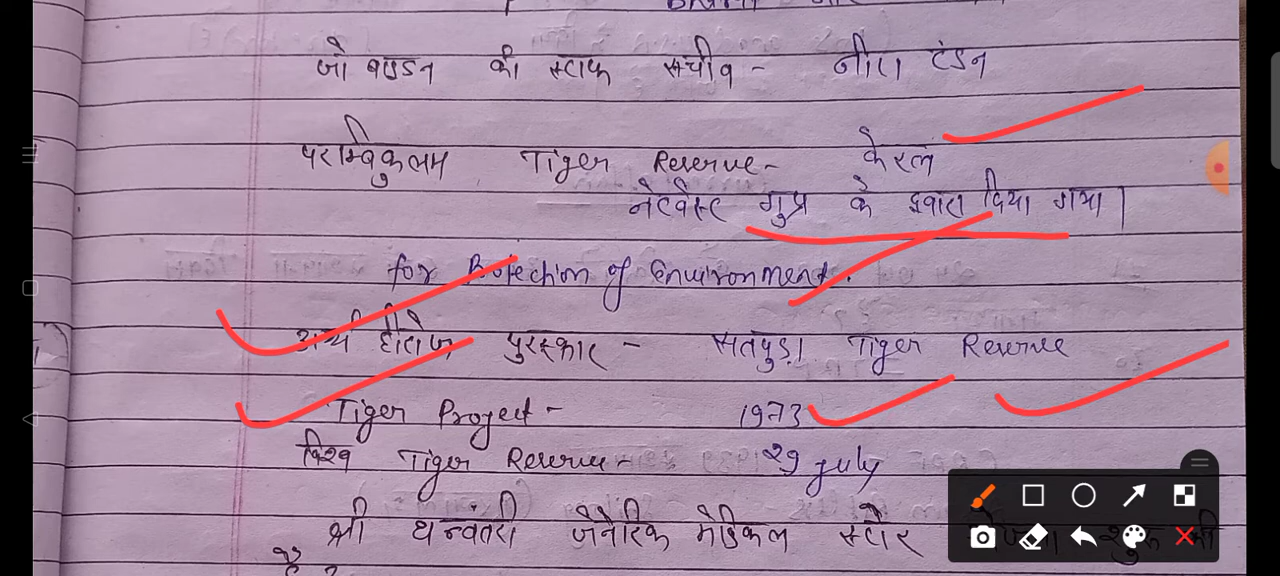 जो बाइडन की स्टाफ सचीव - नीरा टंडन
परम्बिकुलम Tiger Reserve - केरल
नेटवेस्ट ग्रुप के द्वारा दिया गया।
for Protection of Environment.
अर्थ हीरोज पुरस्कार - सतपुड़ा Tiger Reserve
Tiger Project - 1973
विश्व Tiger Reserve - 29 July
श्री धन्वंतरी जेनेरिक मेडिकल स्टोर
है